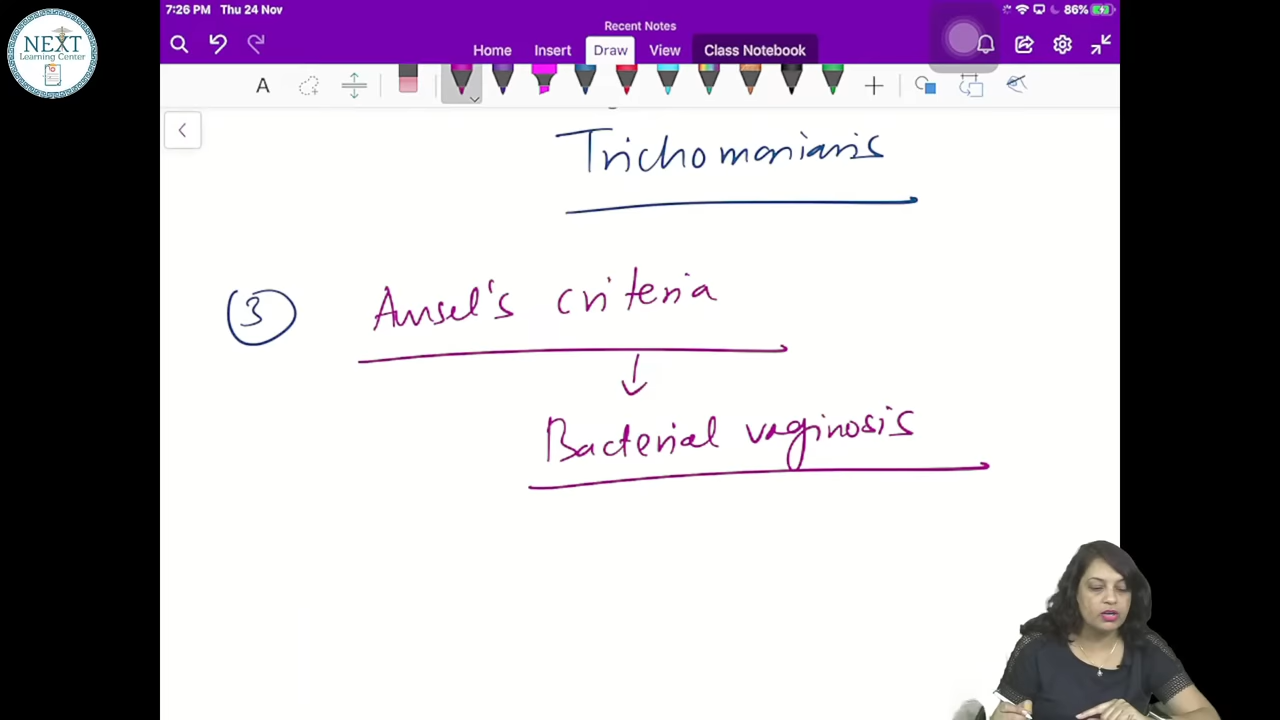 7:26 PM Thu 24 Nov
86%
Recent Notes
Home Insert Draw View Class Notebook
A
NEXT
Learning Center
Trichomoniasis
3 Amsel's criteria
Bacterial vaginosis